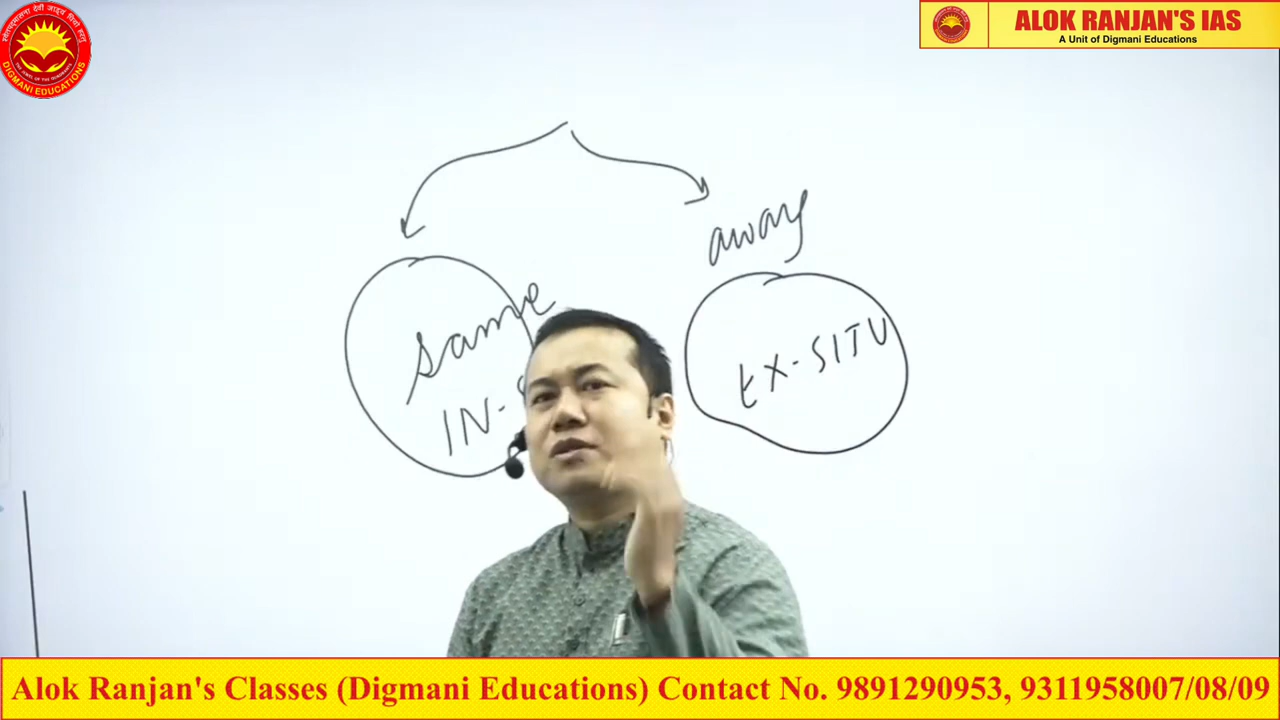 DIGMANI EDUCATIONS
ALOK RANJAN'S IAS
A Unit of Digmani Educations
away
same
EX-SITU
IN-
Alok Ranjan's Classes (Digmani Educations) Contact No. 9891290953, 9311958007/08/09